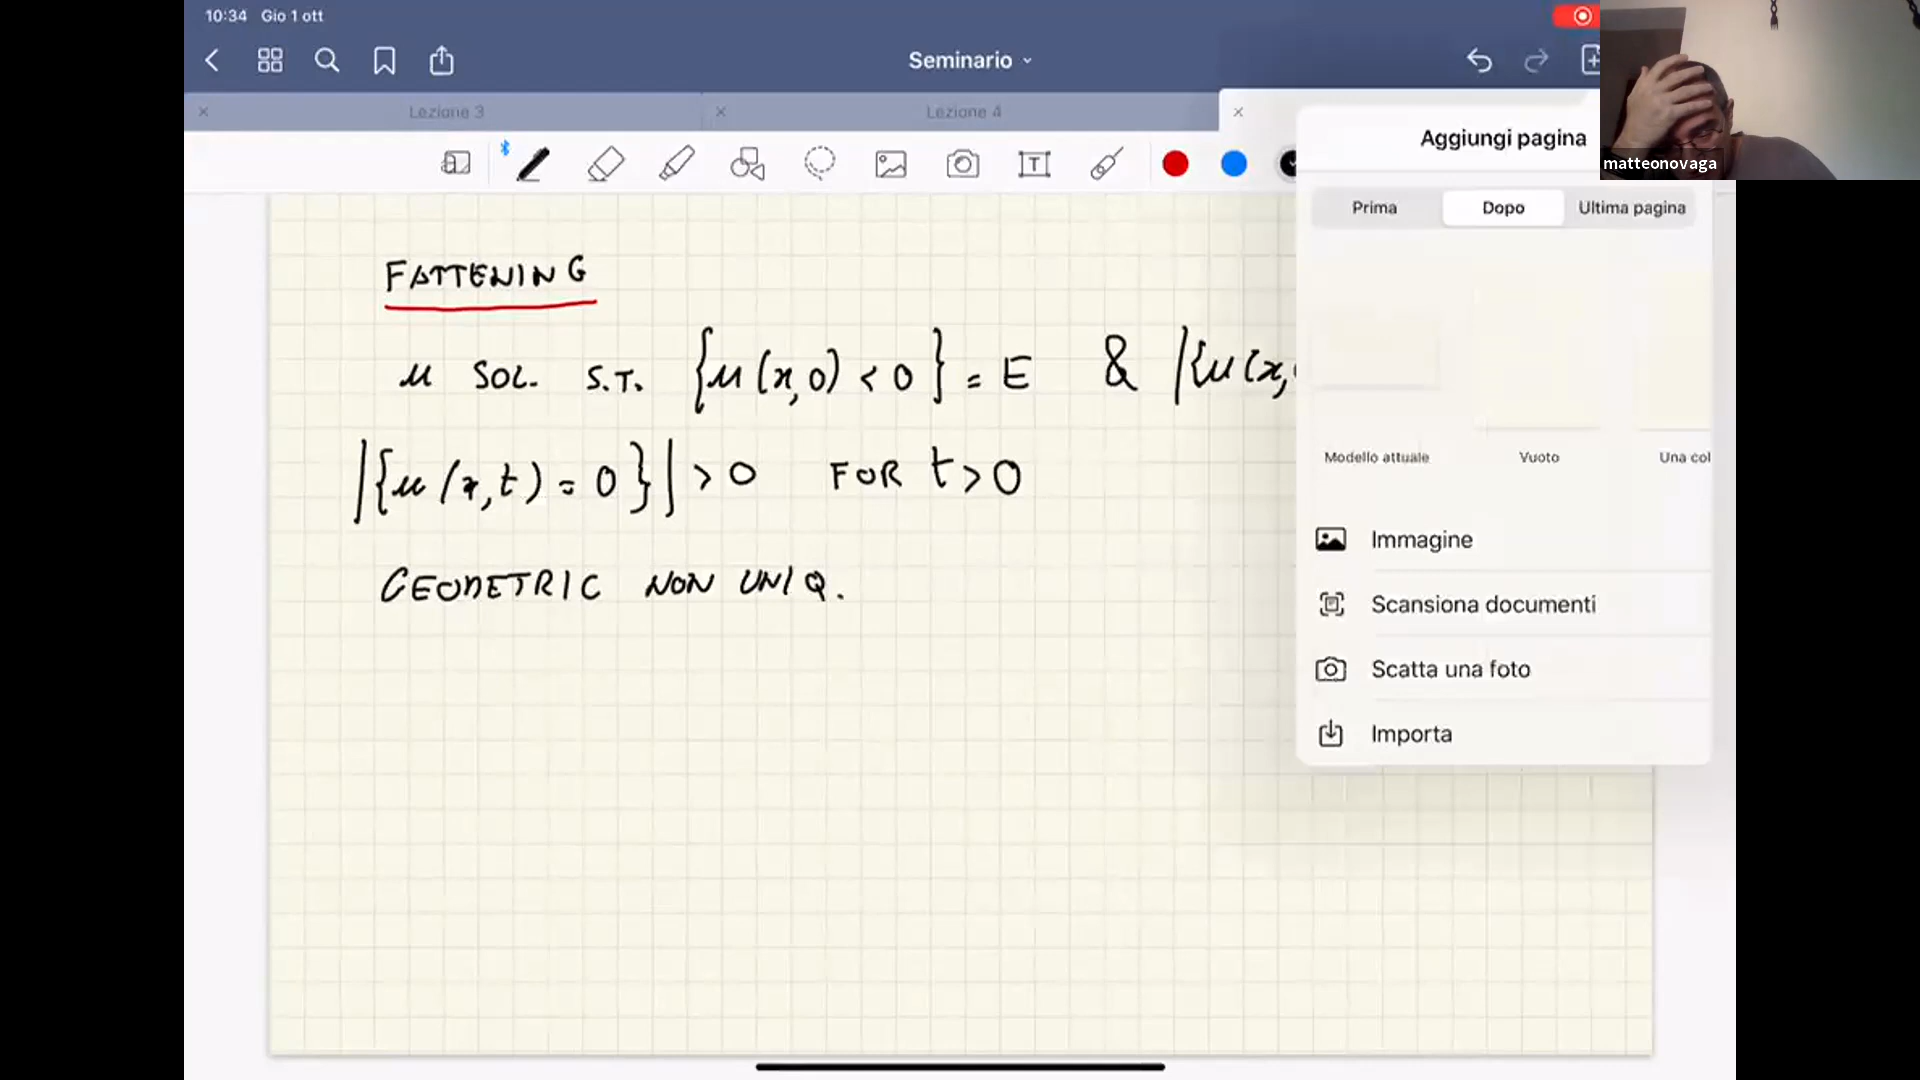 10:34 Gio 1 ott
Seminario
Lezione 3
Lezione 4
Aggiungi pagina
matteonovaga
Prima Dopo Ultima pagina
FATTENING
u SOL. S.T. {u(x,0) < 0} = E & |{u(x,
|{u(x,t) = 0}| > 0 FOR t > 0
GEOMETRIC NON UNIQ.
Modello attuale Vuoto Una col
Immagine
Scansiona documenti
Scatta una foto
Importa